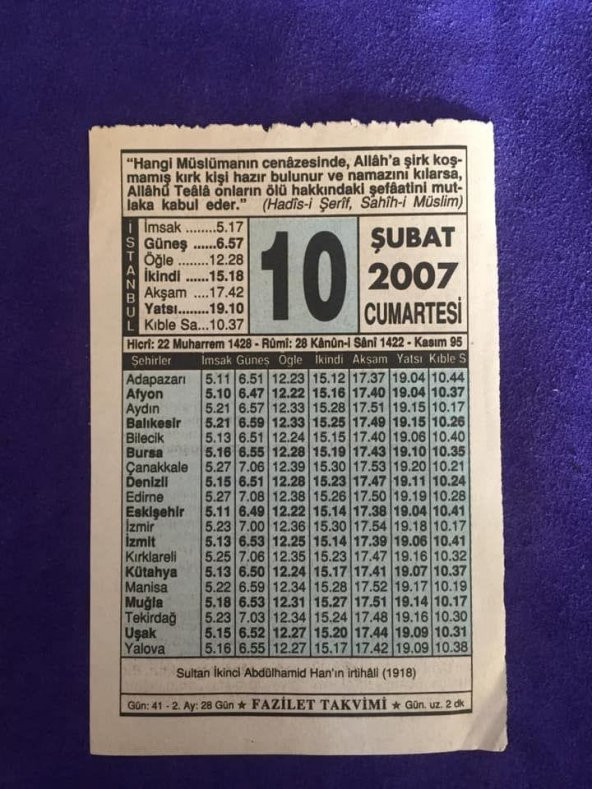 "Hangi Müslümanın cenâzesinde, Allâh'a şirk koş-
mamış kırk kişi hazır bulunur ve namazını kılarsa,
Allâhü Teâlâ onların ölü hakkındaki şefâatini mut-
laka kabul eder." (Hadîs-i Şerîf, Sahîh-i Müslim)
İSTANBUL
İmsak ........5.17
Güneş ......6.57
Öğle ........12.28
İkindi ......15.18
Akşam ....17.42
Yatsı........19.10
Kıble Sa...10.37
10
ŞUBAT
2007
CUMARTESİ
Hicrî: 22 Muharrem 1428 - Rûmî: 28 Kânûn-i Sânî 1422 - Kasım 95
Şehirler İmsak Güneş Öğle İkindi Akşam Yatsı Kıble S
Adapazarı 5.11 6.51 12.23 15.12 17.37 19.04 10.44
Afyon 5.10 6.47 12.22 15.16 17.40 19.04 10.37
Aydın 5.21 6.57 12.33 15.28 17.51 19.15 10.17
Balıkesir 5.21 6.59 12.33 15.25 17.49 19.15 10.26
Bilecik 5.13 6.51 12.24 15.15 17.40 19.06 10.40
Bursa 5.16 6.55 12.28 15.19 17.43 19.10 10.35
Çanakkale 5.27 7.06 12.39 15.30 17.53 19.20 10.21
Denizli 5.15 6.51 12.28 15.23 17.47 19.11 10.24
Edirne 5.27 7.08 12.38 15.26 17.50 19.19 10.28
Eskişehir 5.11 6.49 12.22 15.14 17.38 19.04 10.41
İzmir 5.23 7.00 12.36 15.30 17.54 19.18 10.17
İzmit 5.13 6.53 12.25 15.14 17.39 19.06 10.41
Kırklareli 5.25 7.06 12.35 15.23 17.47 19.16 10.32
Kütahya 5.13 6.50 12.24 15.17 17.41 19.07 10.37
Manisa 5.22 6.59 12.34 15.28 17.52 19.17 10.19
Muğla 5.18 6.53 12.31 15.27 17.51 19.14 10.17
Tekirdağ 5.23 7.03 12.34 15.24 17.48 19.16 10.30
Uşak 5.15 6.52 12.27 15.20 17.44 19.09 10.31
Yalova 5.16 6.55 12.27 15.17 17.42 19.09 10.38
Sultan İkinci Abdülhamid Han'ın irtihâli (1918)
Gün: 41 - 2. Ay: 28 Gün ★ FAZİLET TAKVİMİ ★ Gün. uz. 2 dk